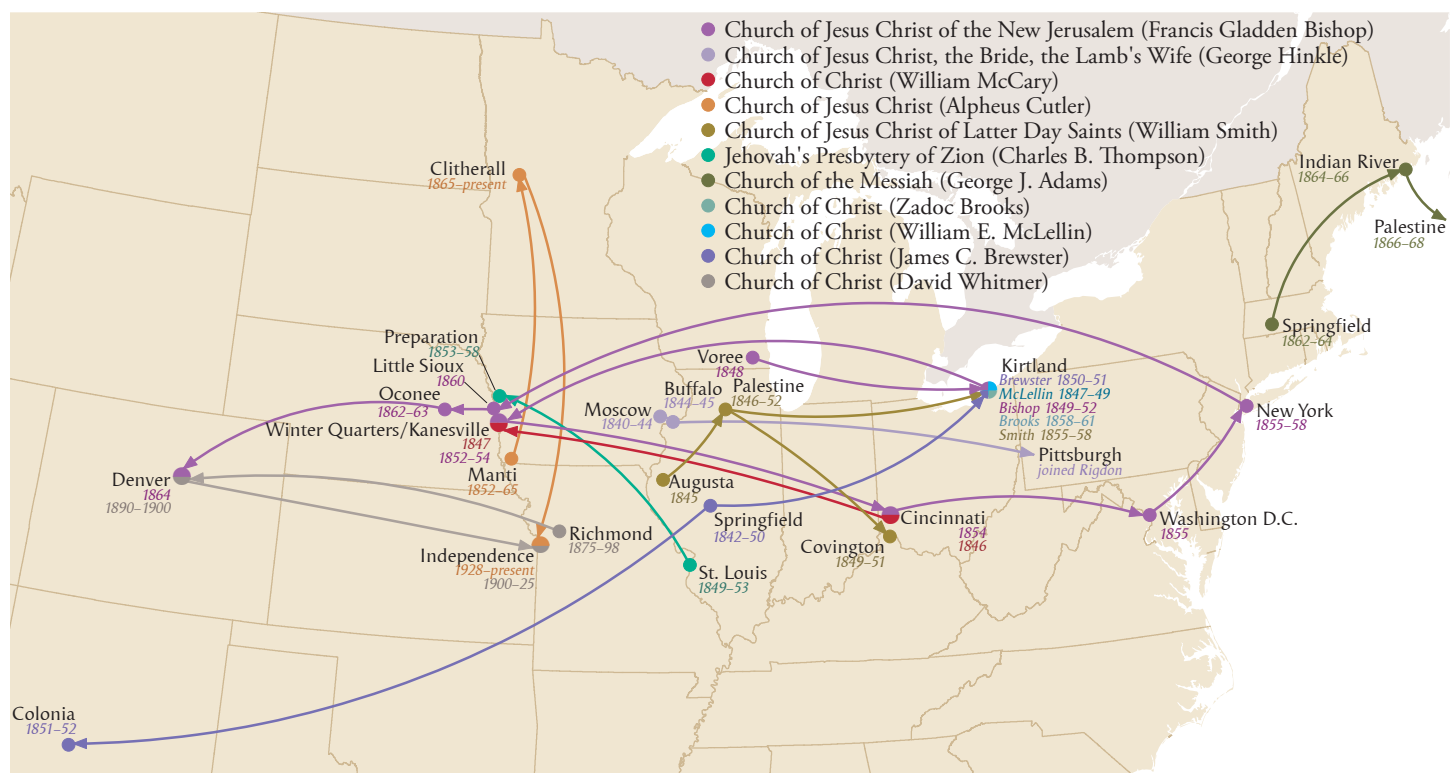 Church of Jesus Christ of the New Jerusalem (Francis Gladden Bishop)
Church of Jesus Christ, the Bride, the Lamb's Wife (George Hinkle)
Church of Christ (William McCary)
Church of Jesus Christ (Alpheus Cutler)
Church of Jesus Christ of Latter Day Saints (William Smith)
Jehovah's Presbytery of Zion (Charles B. Thompson)
Church of the Messiah (George J. Adams)
Church of Christ (Zadoc Brooks)
Church of Christ (William E. McLellin)
Church of Christ (James C. Brewster)
Church of Christ (David Whitmer)
Clitherall
1865–present
Indian River
1864–66
Palestine
1866–68
Springfield
1862–64
Preparation
1853–58
Little Sioux
1860
Oconee
1862–63
Winter Quarters/Kanesville
1847
1852–54
Manti
1852–65
Denver
1864
1890–1900
Independence
1928–present
1900–25
Richmond
1875–98
Voree
1848
Buffalo
1844–45
Palestine
1846–52
Moscow
1840–44
Augusta
1845
Springfield
1842–50
St. Louis
1849–53
Kirtland
Brewster 1850–51
McLellin 1847–49
Bishop 1849–52
Brooks 1858–61
Smith 1855–58
Pittsburgh
joined Rigdon
Cincinnati
1854
1846
Covington
1849–51
Washington D.C.
1855
New York
1855–58
Colonia
1851–52